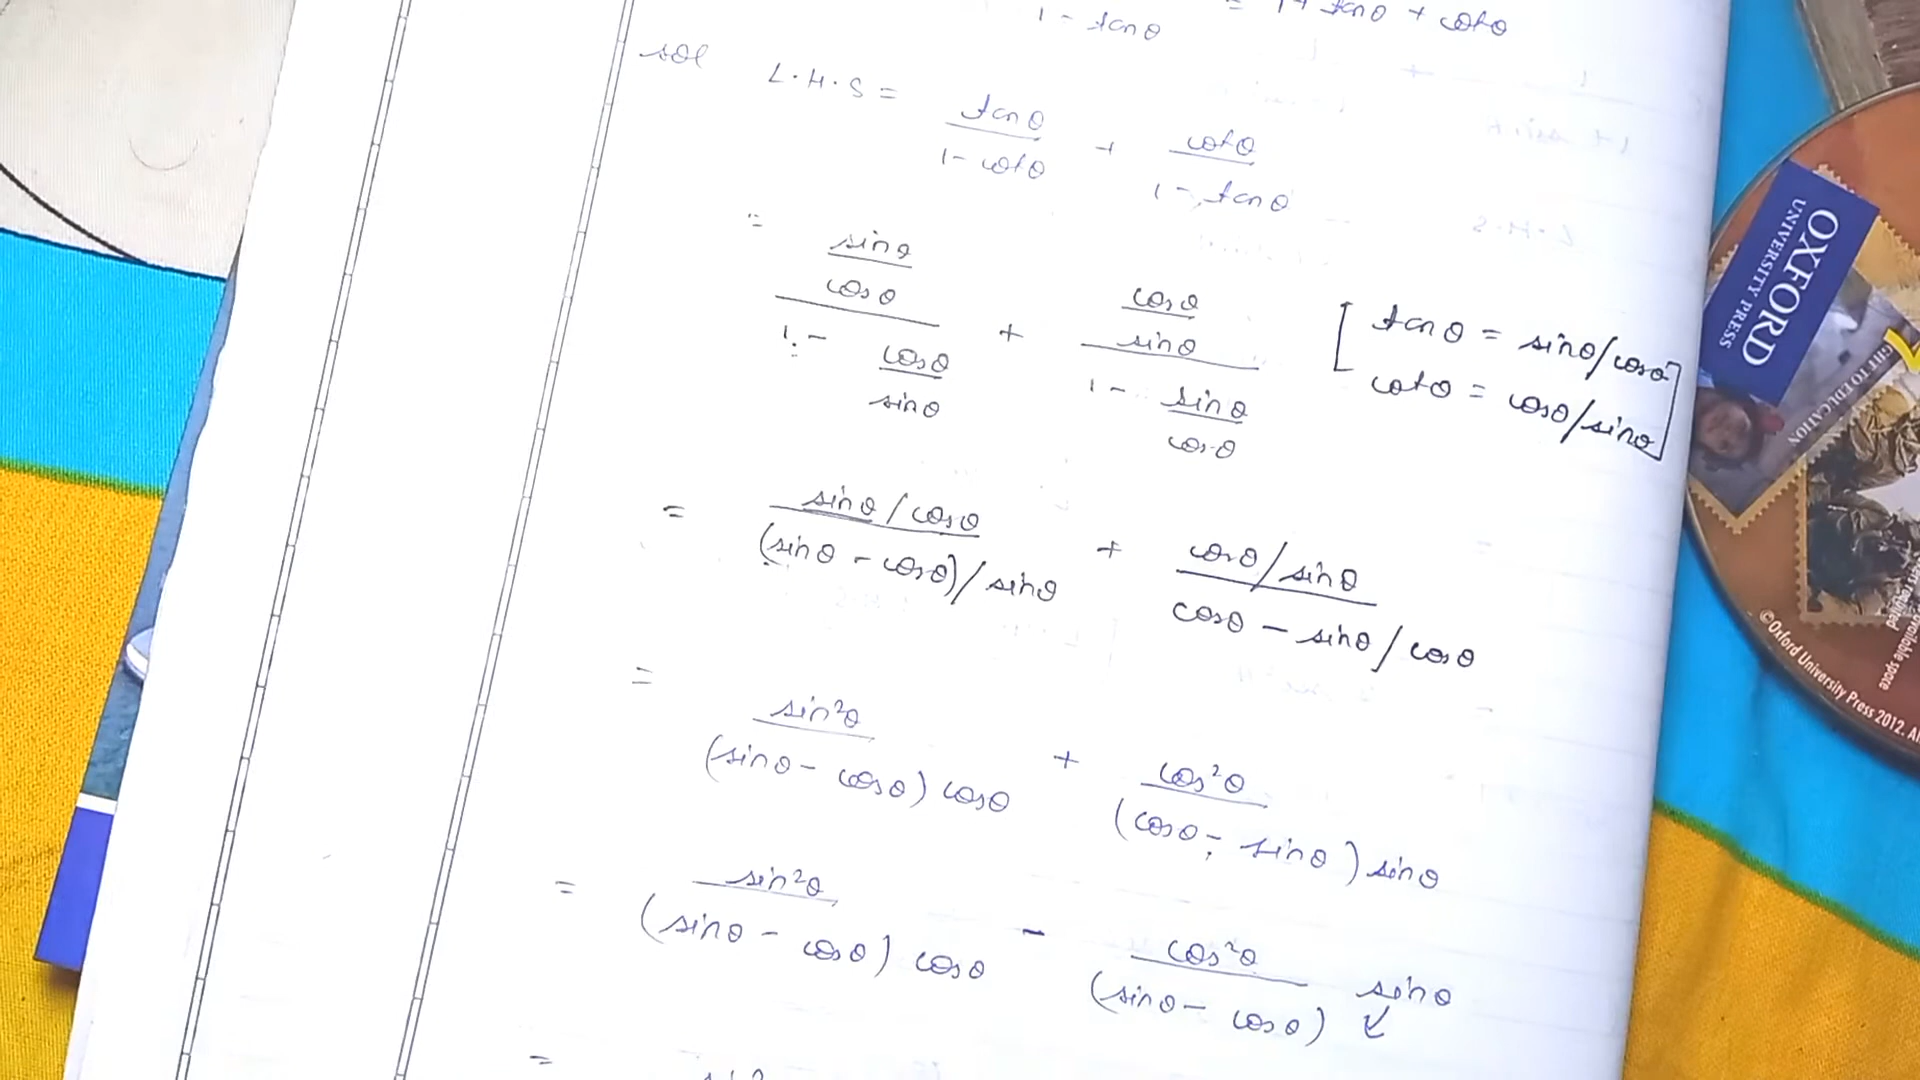 1 - tanθ = 1 + tanθ + cotθ
sol L.H.S = tanθ / 1 - cotθ + cotθ / 1 - tanθ
= sinθ/cosθ / 1 - cosθ/sinθ + cosθ/sinθ / 1 - sinθ/cosθ [tanθ = sinθ/cosθ
cotθ = cosθ/sinθ]
= sinθ/cosθ / (sinθ - cosθ)/sinθ + cosθ/sinθ / cosθ - sinθ/cosθ
= sin²θ / (sinθ - cosθ) cosθ + cos²θ / (cosθ - sinθ) sinθ
= sin²θ / (sinθ - cosθ) cosθ - cos²θ / (sinθ - cosθ) sinθ
=
OXFORD
UNIVERSITY PRESS
GHT TO EDUCATION
©Oxford University Press 2012. A